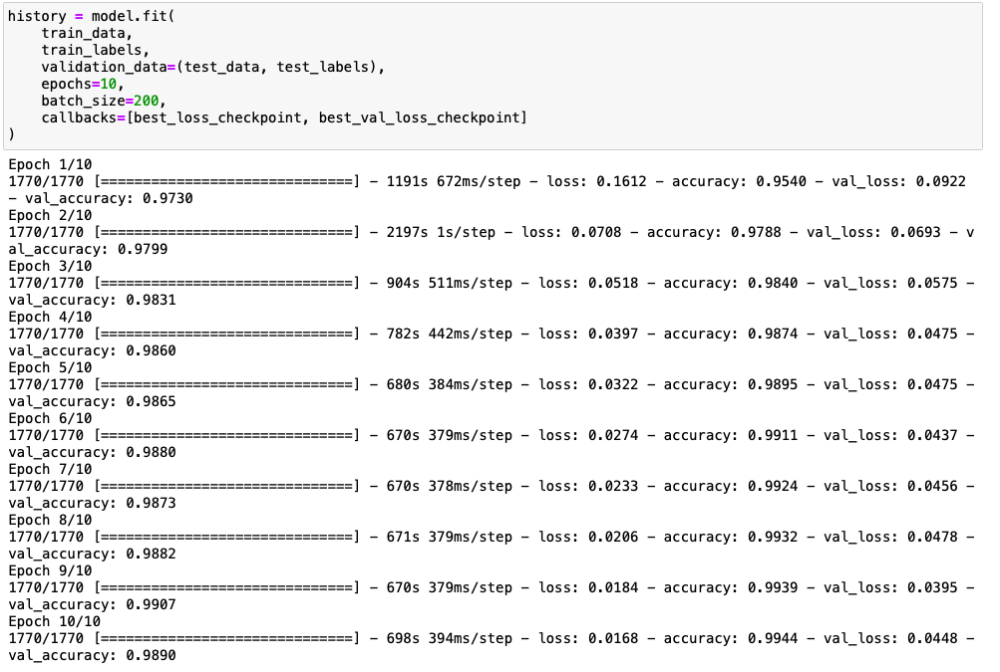 history = model.fit(
    train_data,
    train_labels,
    validation_data=(test_data, test_labels),
    epochs=10,
    batch_size=200,
    callbacks=[best_loss_checkpoint, best_val_loss_checkpoint]
)
Epoch 1/10
1770/1770 [==============================] - 1191s 672ms/step - loss: 0.1612 - accuracy: 0.9540 - val_loss: 0.0922
- val_accuracy: 0.9730
Epoch 2/10
1770/1770 [==============================] - 2197s 1s/step - loss: 0.0708 - accuracy: 0.9788 - val_loss: 0.0693 - v
al_accuracy: 0.9799
Epoch 3/10
1770/1770 [==============================] - 904s 511ms/step - loss: 0.0518 - accuracy: 0.9840 - val_loss: 0.0575 -
val_accuracy: 0.9831
Epoch 4/10
1770/1770 [==============================] - 782s 442ms/step - loss: 0.0397 - accuracy: 0.9874 - val_loss: 0.0475 -
val_accuracy: 0.9860
Epoch 5/10
1770/1770 [==============================] - 680s 384ms/step - loss: 0.0322 - accuracy: 0.9895 - val_loss: 0.0475 -
val_accuracy: 0.9865
Epoch 6/10
1770/1770 [==============================] - 670s 379ms/step - loss: 0.0274 - accuracy: 0.9911 - val_loss: 0.0437 -
val_accuracy: 0.9880
Epoch 7/10
1770/1770 [==============================] - 670s 378ms/step - loss: 0.0233 - accuracy: 0.9924 - val_loss: 0.0456 -
val_accuracy: 0.9873
Epoch 8/10
1770/1770 [==============================] - 671s 379ms/step - loss: 0.0206 - accuracy: 0.9932 - val_loss: 0.0478 -
val_accuracy: 0.9882
Epoch 9/10
1770/1770 [==============================] - 670s 379ms/step - loss: 0.0184 - accuracy: 0.9939 - val_loss: 0.0395 -
val_accuracy: 0.9907
Epoch 10/10
1770/1770 [==============================] - 698s 394ms/step - loss: 0.0168 - accuracy: 0.9944 - val_loss: 0.0448 -
val_accuracy: 0.9890